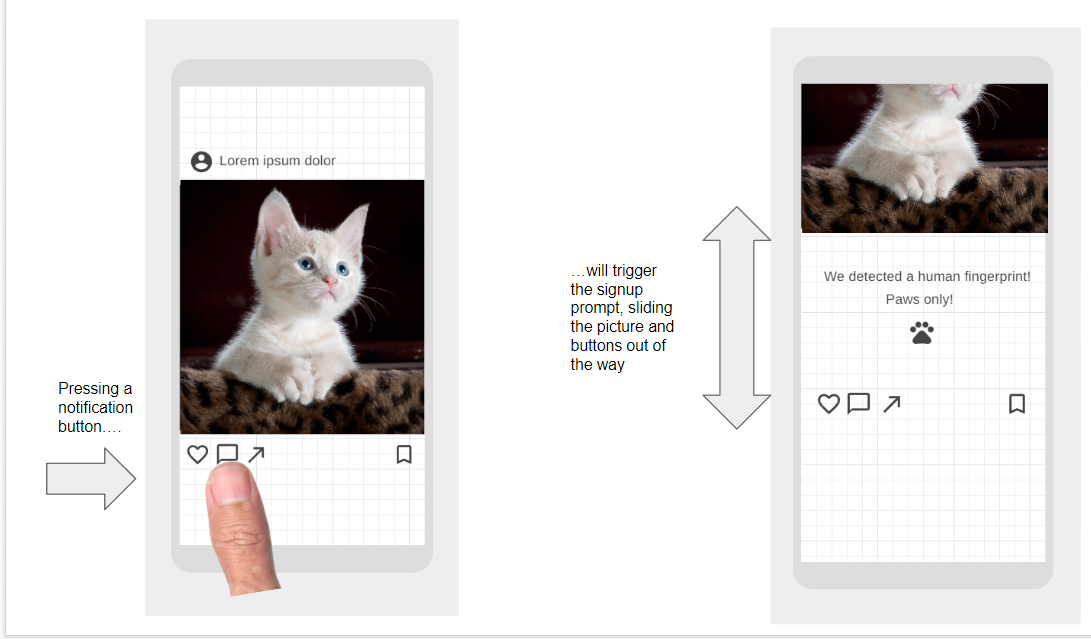 Lorem ipsum dolor
Pressing a
notification
button….
…will trigger
the signup
prompt, sliding
the picture and
buttons out of
the way
We detected a human fingerprint!
Paws only!